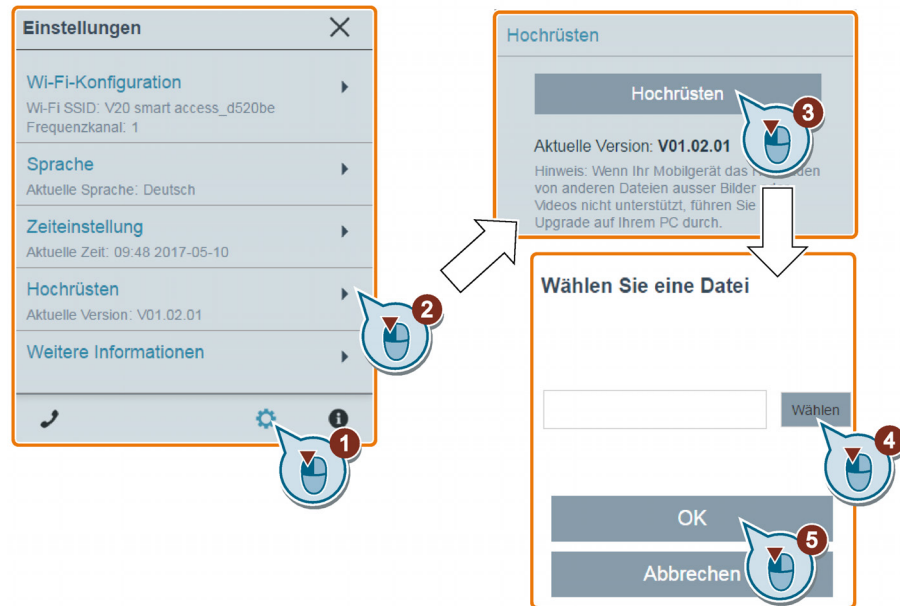 Einstellungen
Wi-Fi-Konfiguration
Wi-Fi SSID: V20 smart access_d520be
Frequenzkanal: 1
Sprache
Aktuelle Sprache: Deutsch
Zeiteinstellung
Aktuelle Zeit: 09:48 2017-05-10
Hochrüsten
Aktuelle Version: V01.02.01
2
Weitere Informationen
1
Hochrüsten
Hochrüsten
3
Aktuelle Version: V01.02.01
Hinweis: Wenn Ihr Mobilgerät das
von anderen Dateien ausser Bilder
Videos nicht unterstützt, führen Sie
Upgrade auf Ihrem PC durch.
Wählen Sie eine Datei
Wählen
4
OK
5
Abbrechen